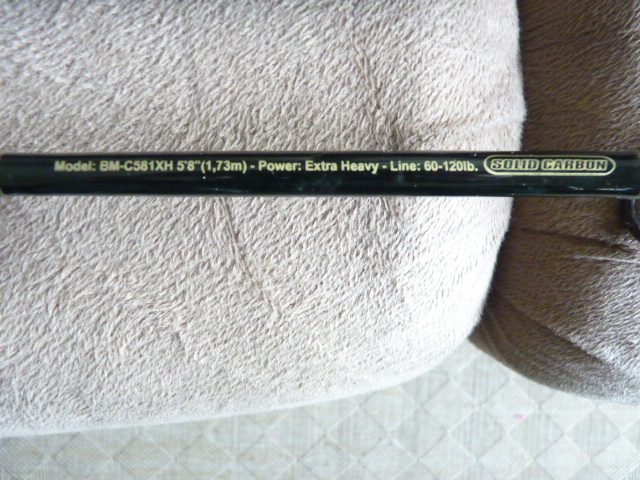 Model: BM-C581XH 5'8"(1,73m) - Power: Extra Heavy - Line: 60-120lb. SOLID CARBON